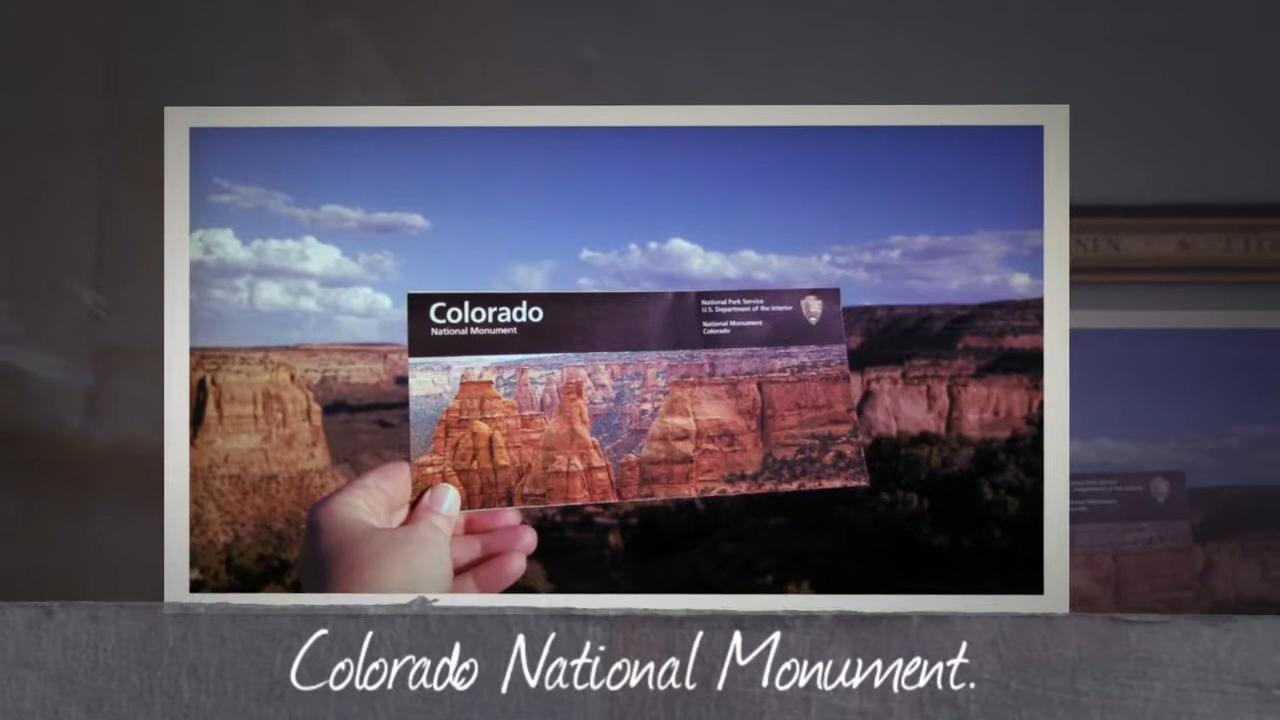 Colorado
National Monument
National Park Service
U.S. Department of the Interior
National Monument
Colorado
Colorado National Monument.